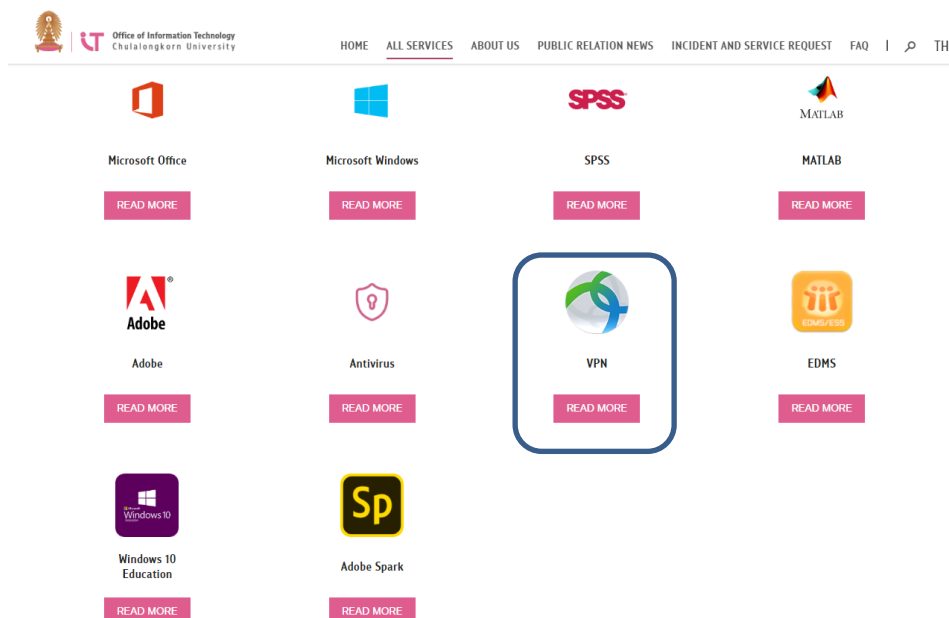 Office of Information Technology
Chulalongkorn University
HOME ALL SERVICES ABOUT US PUBLIC RELATION NEWS INCIDENT AND SERVICE REQUEST FAQ | TH
SPSS
MATLAB
Microsoft Office Microsoft Windows SPSS MATLAB
READ MORE READ MORE READ MORE READ MORE
Adobe
EDMS/ESS
Adobe Antivirus VPN EDMS
READ MORE READ MORE READ MORE READ MORE
Windows 10
Sp
Windows 10
Education
Adobe Spark
READ MORE READ MORE